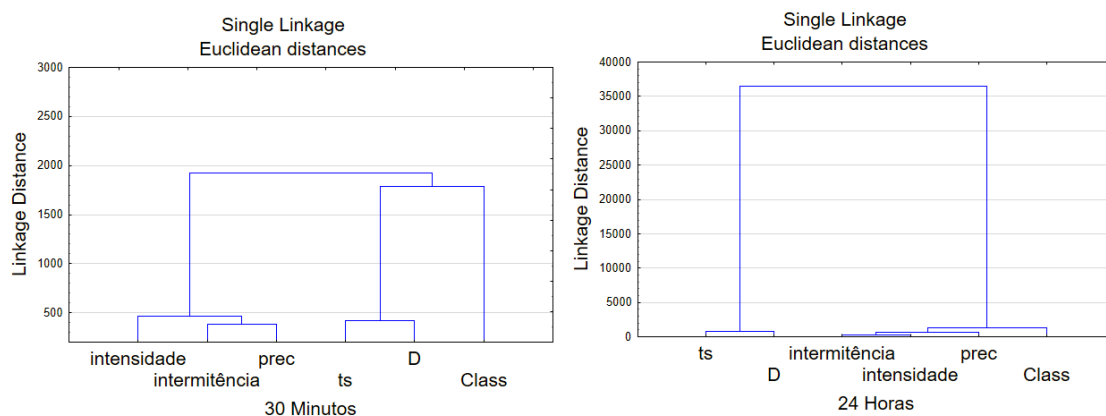 Single Linkage
Euclidean distances
3000
2500
2000
1500
1000
500
Linkage Distance
intensidade prec D
intermitência ts Class
30 Minutos
Single Linkage
Euclidean distances
40000
35000
30000
25000
20000
15000
10000
5000
0
Linkage Distance
ts intermitência prec
D intensidade Class
24 Horas